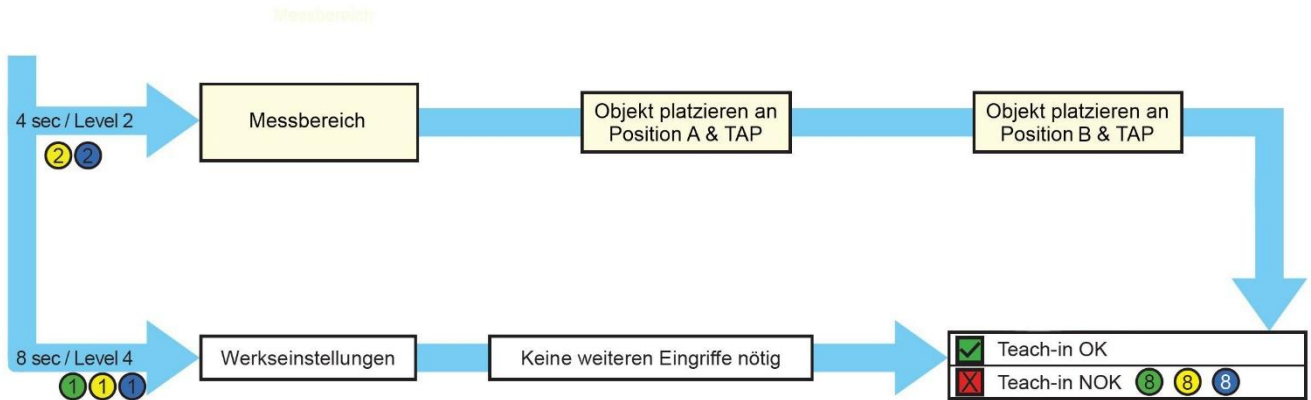 Messbereich
4 sec / Level 2
2 2
Messbereich
Objekt platzieren an
Position A & TAP
Objekt platzieren an
Position B & TAP
8 sec / Level 4
1 1 1
Werkseinstellungen
Keine weiteren Eingriffe nötig
Teach-in OK
Teach-in NOK 8 8 8